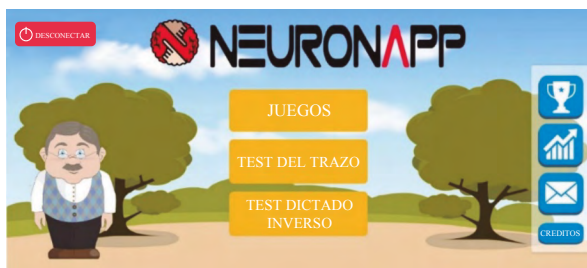 DESCONECTAR
NEURONAPP
JUEGOS
TEST DEL TRAZO
TEST DICTADO
INVERSO
CREDITOS